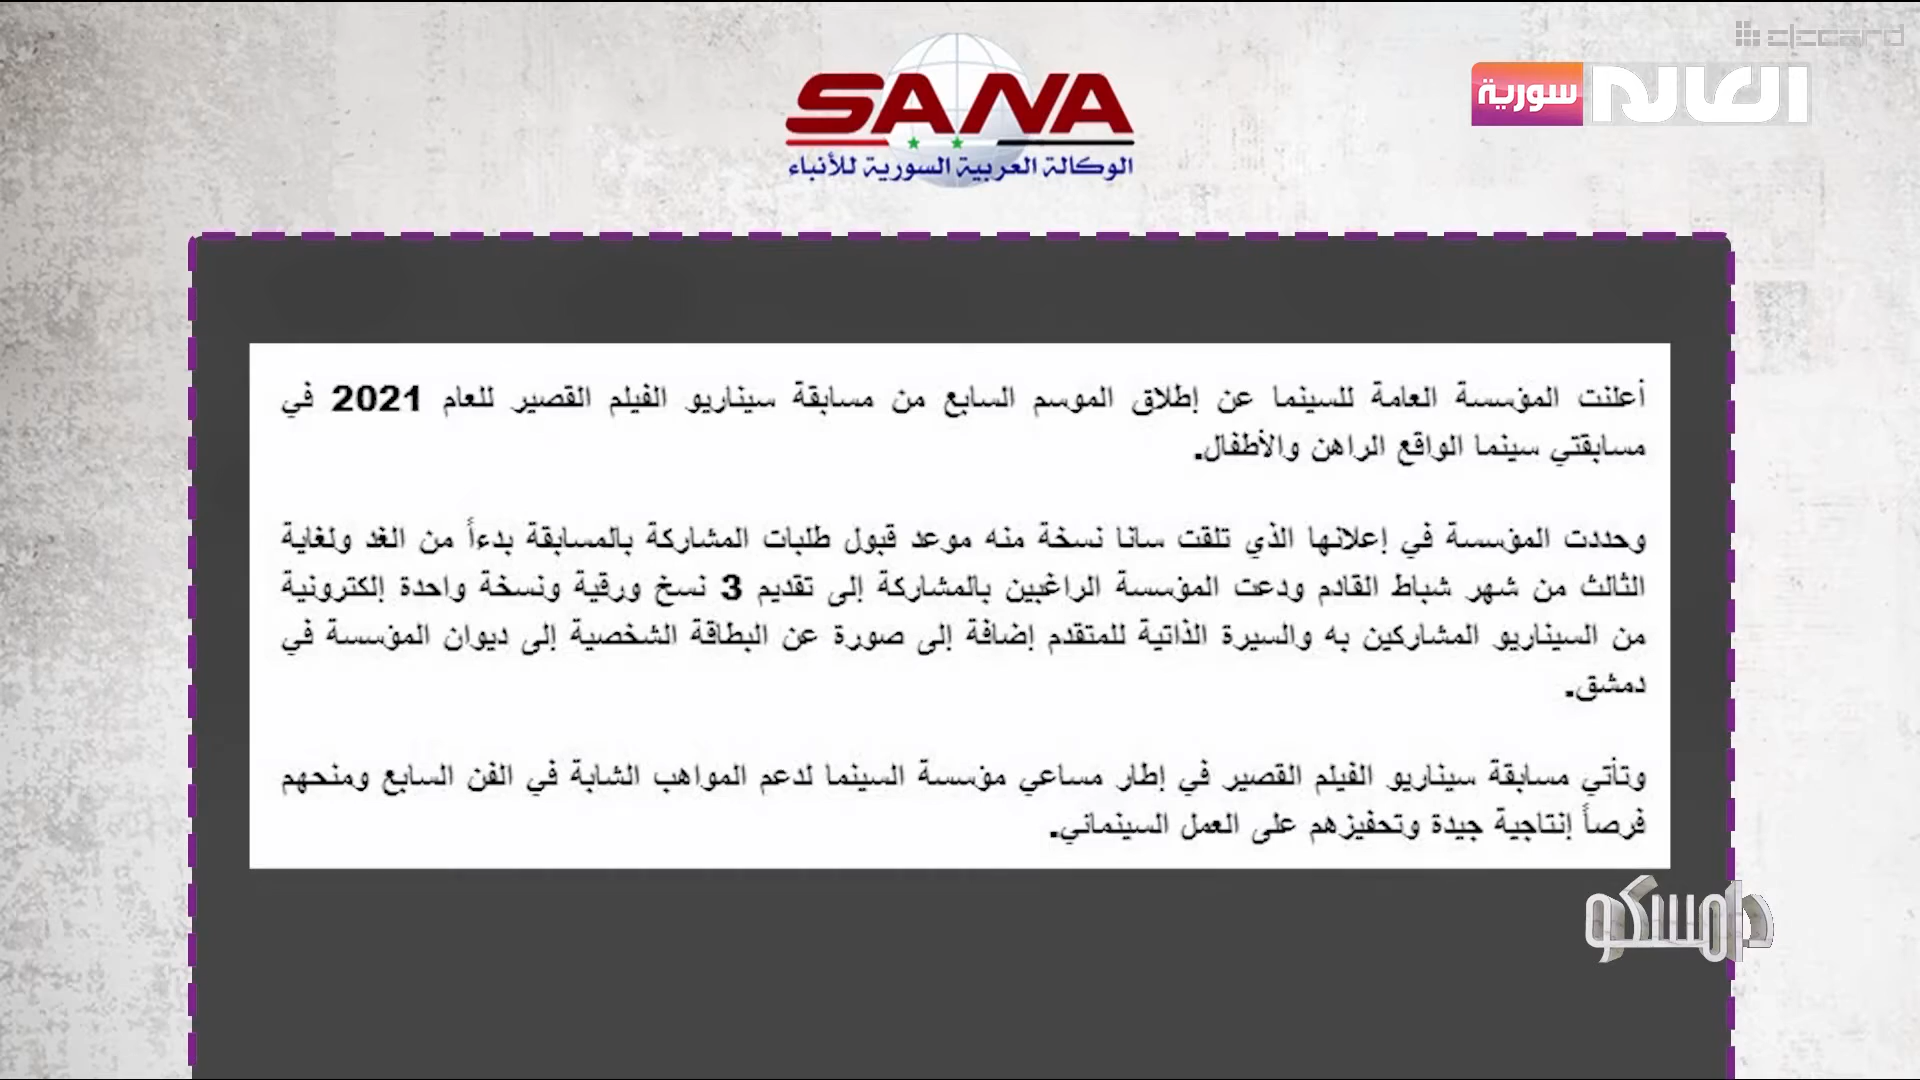 elecard
SANA
العالم سورية
الوكالة العربية السورية للأنباء
أعلنت المؤسسة العامة للسينما عن إطلاق الموسم السابع من مسابقة سيناريو الفيلم القصير للعام 2021 في
مسابقتي سينما الواقع الراهن والأطفال.
وحددت المؤسسة في إعلانها الذي تلقت سانا نسخة منه موعد قبول طلبات المشاركة بالمسابقة بدءاً من الغد ولغاية
الثالث من شهر شباط القادم ودعت المؤسسة الراغبين بالمشاركة إلى تقديم 3 نسخ ورقية ونسخة واحدة إلكترونية
من السيناريو المشاركين به والسيرة الذاتية للمتقدم إضافة إلى صورة عن البطاقة الشخصية إلى ديوان المؤسسة في
دمشق.
وتأتي مسابقة سيناريو الفيلم القصير في إطار مساعي مؤسسة السينما لدعم المواهب الشابة في الفن السابع ومنحهم
فرصاً إنتاجية جيدة وتحفيزهم على العمل السينمائي.
دامسكو